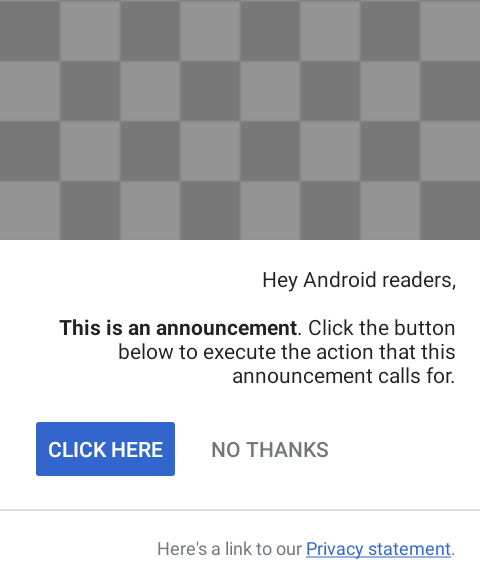 Hey Android readers,
This is an announcement. Click the button
below to execute the action that this
announcement calls for.
CLICK HERE
NO THANKS
Here's a link to our Privacy statement.